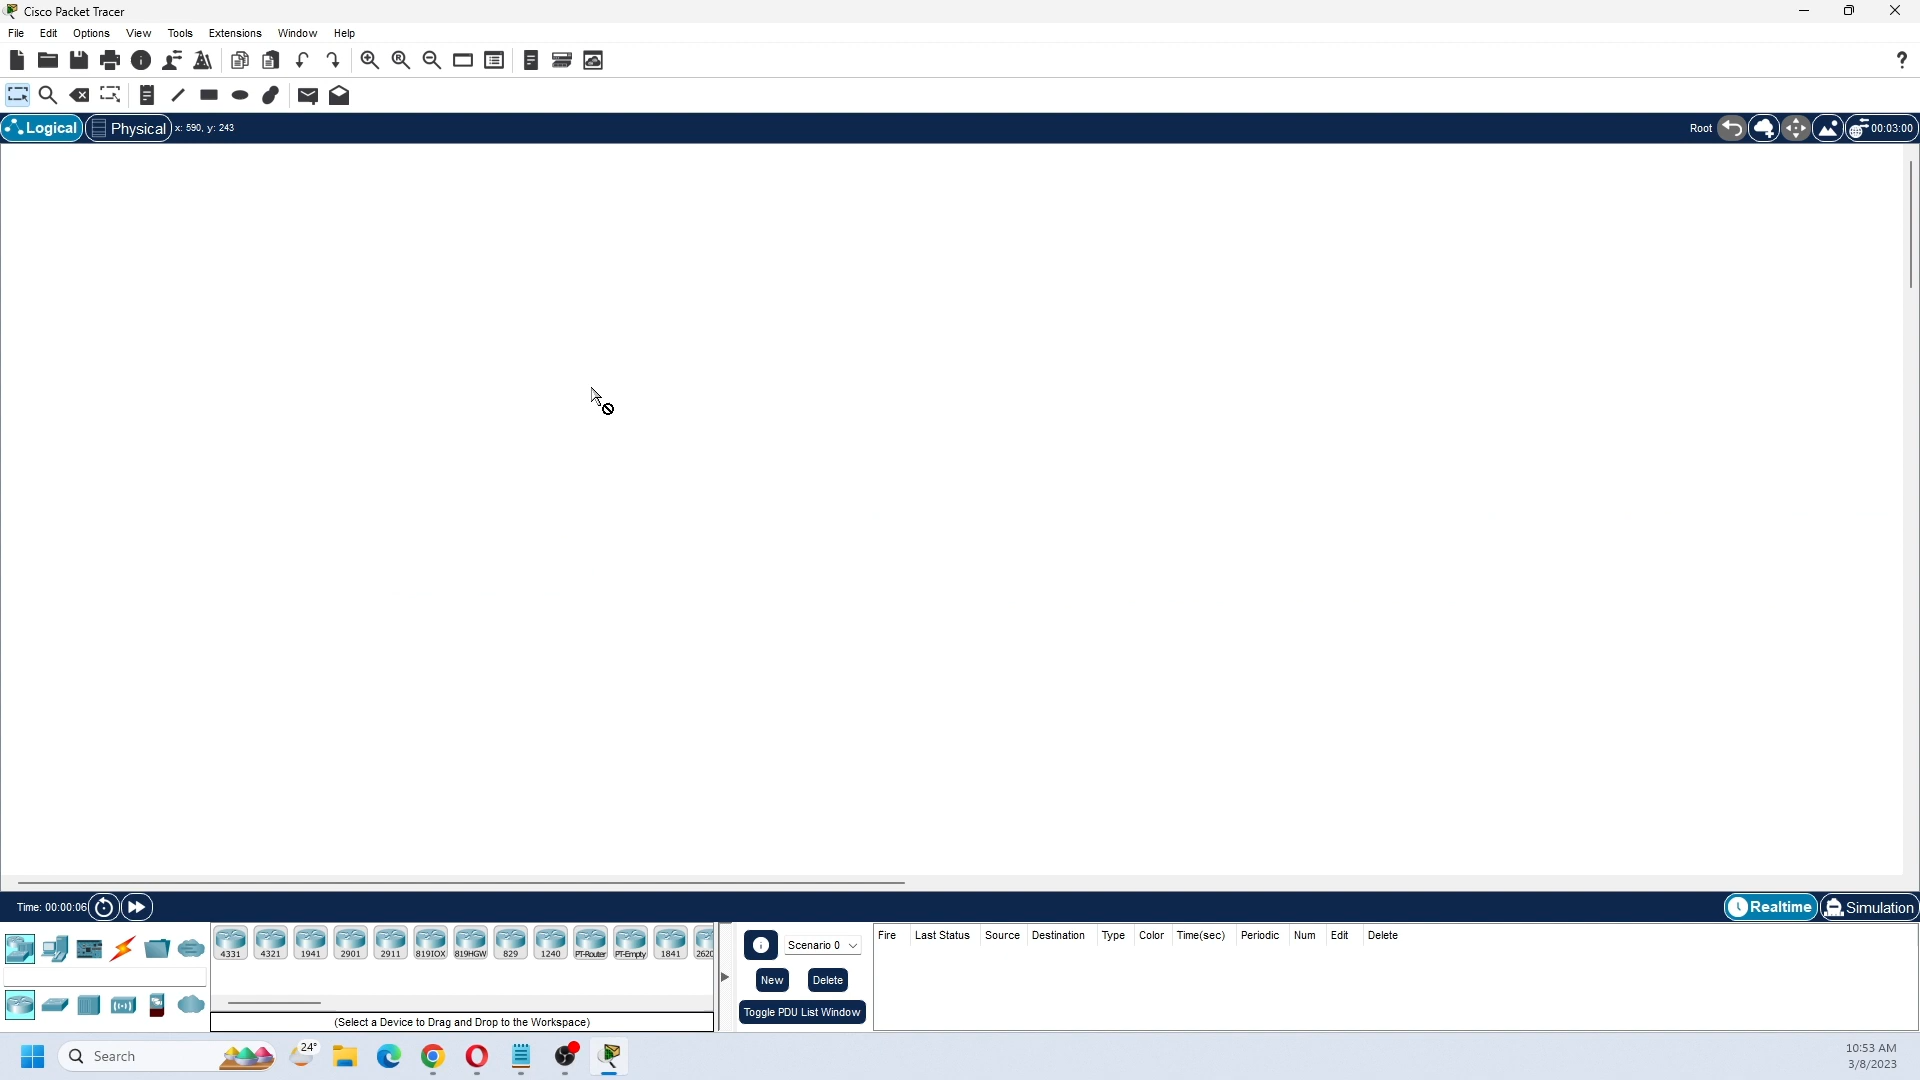 Cisco Packet Tracer
File Edit Options View Tools Extensions Window Help
Logical Physical x: 590, y: 243 Root 00:03:00
Time: 00:00:06 Realtime Simulation
4331 4321 1941 2901 2911 819IOX 819HGW 829 1240 PT-Router PT-Empty 1841 2620
(Select a Device to Drag and Drop to the Workspace)
Scenario 0
New Delete
Toggle PDU List Window
Fire Last Status Source Destination Type Color Time(sec) Periodic Num Edit Delete
Search 24°
10:53 AM
3/8/2023